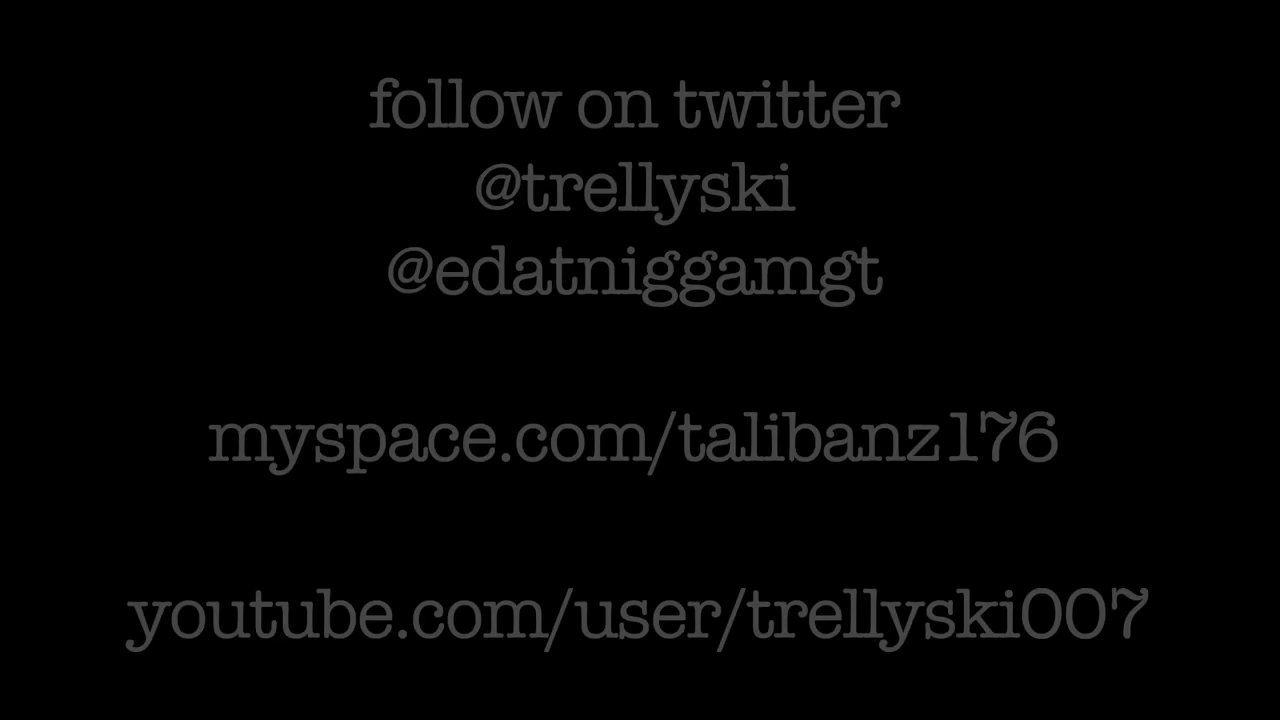 follow on twitter
@trellyski
@edatniggamgt
myspace.com/talibanz176
youtube.com/user/trellyski007